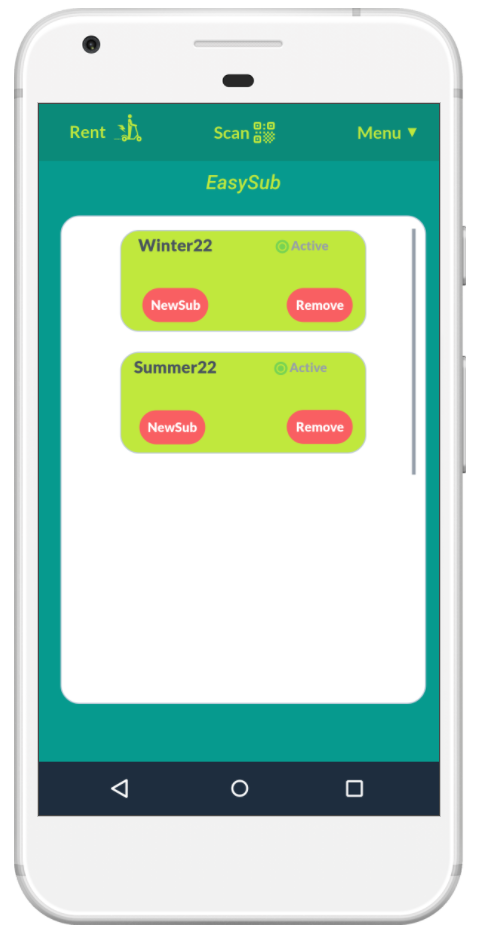 Rent
Scan
Menu ▼
EasySub
Winter22
Active
NewSub
Remove
Summer22
Active
NewSub
Remove